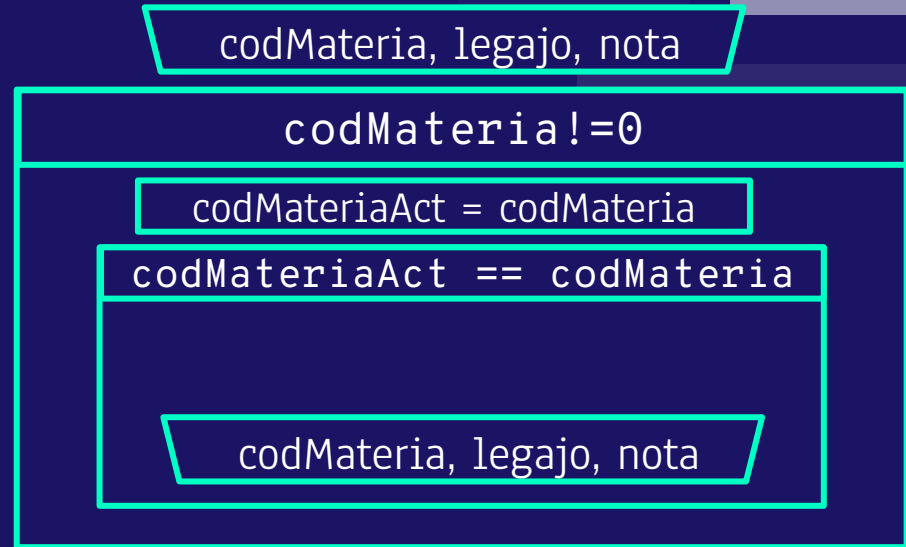 codMateria, legajo, nota
codMateria!=0
codMateriaAct = codMateria
codMateriaAct == codMateria
codMateria, legajo, nota